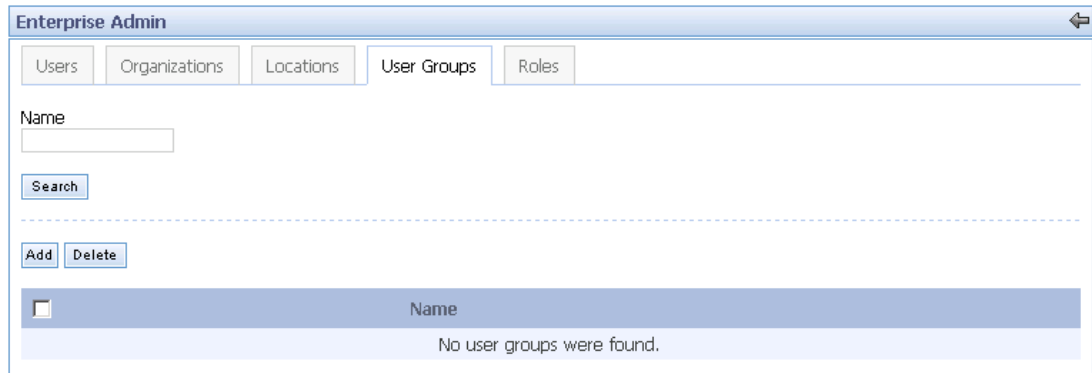 Enterprise Admin
Users Organizations Locations User Groups Roles
Name
Search
Add Delete
Name
No user groups were found.